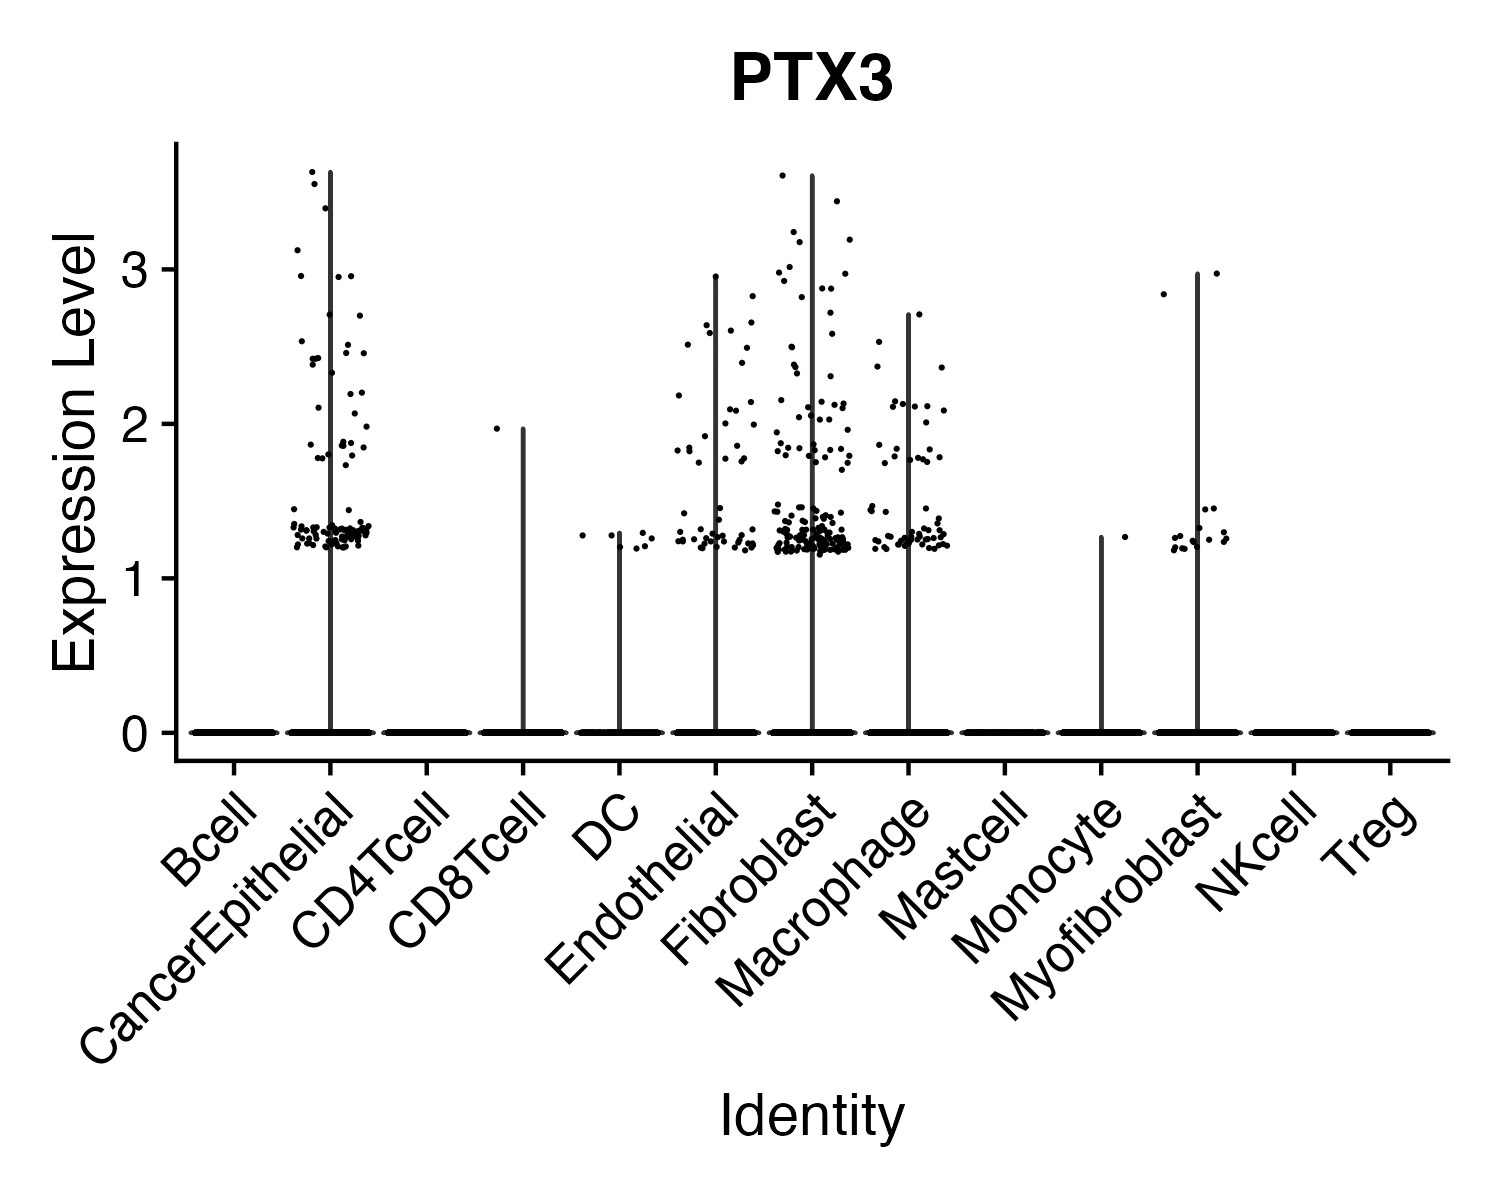 PTX3
Expression Level
3
2
1
0
Bcell
CancerEpithelial
CD4Tcell
CD8Tcell
DC
Endothelial
Fibroblast
Macrophage
Mastcell
Monocyte
Myofibroblast
NKcell
Treg
Identity